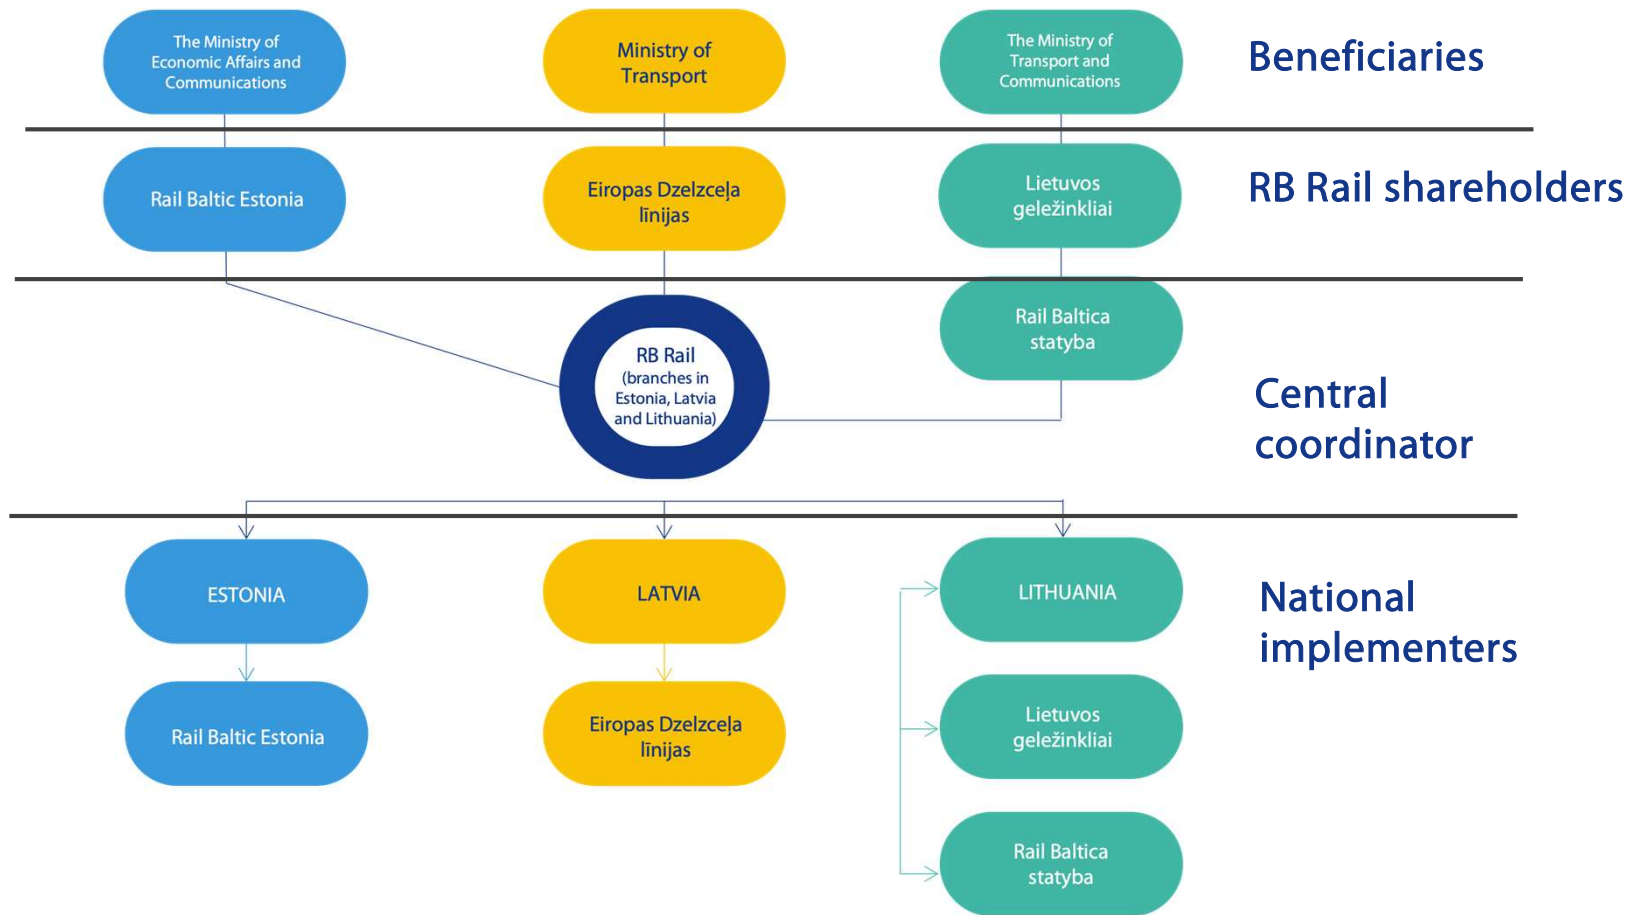 The Ministry of
Economic Affairs and
Communications
Ministry of
Transport
The Ministry of
Transport and
Communications
Beneficiaries
Rail Baltic Estonia
Eiropas Dzelzceļa
līnijas
Lietuvos
geležinkliai
RB Rail shareholders
RB Rail
(branches in
Estonia, Latvia
and Lithuania)
Rail Baltica
statyba
Central
coordinator
ESTONIA
LATVIA
LITHUANIA
National
implementers
Rail Baltic Estonia
Eiropas Dzelzceļa
līnijas
Lietuvos
geležinkliai
Rail Baltica
statyba